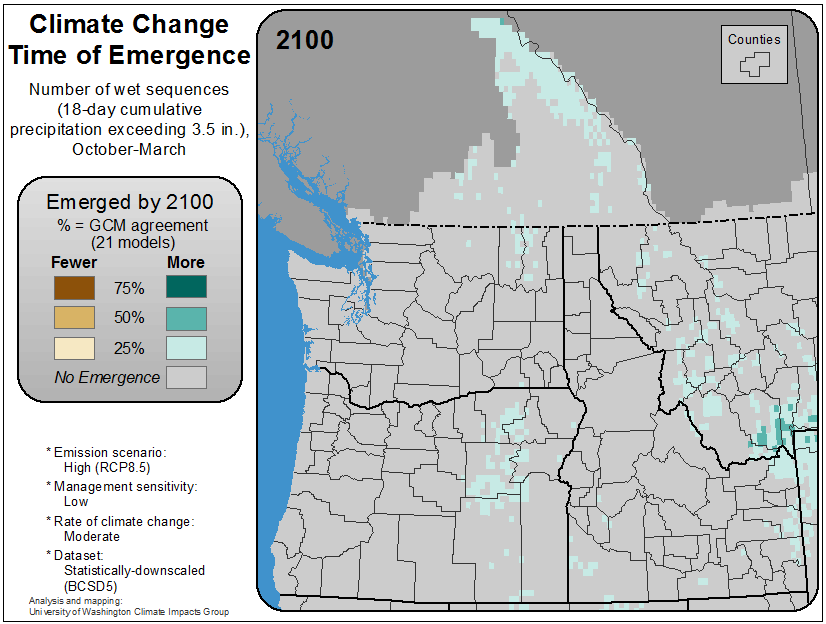 Climate Change
Time of Emergence
Number of wet sequences
(18-day cumulative
precipitation exceeding 3.5 in.),
October-March
Emerged by 2100
% = GCM agreement
(21 models)
Fewer More
75%
50%
25%
No Emergence
* Emission scenario:
High (RCP8.5)
* Management sensitivity:
Low
* Rate of climate change:
Moderate
* Dataset:
Statistically-downscaled
(BCSD5)
Analysis and mapping:
University of Washington Climate Impacts Group
2100
Counties